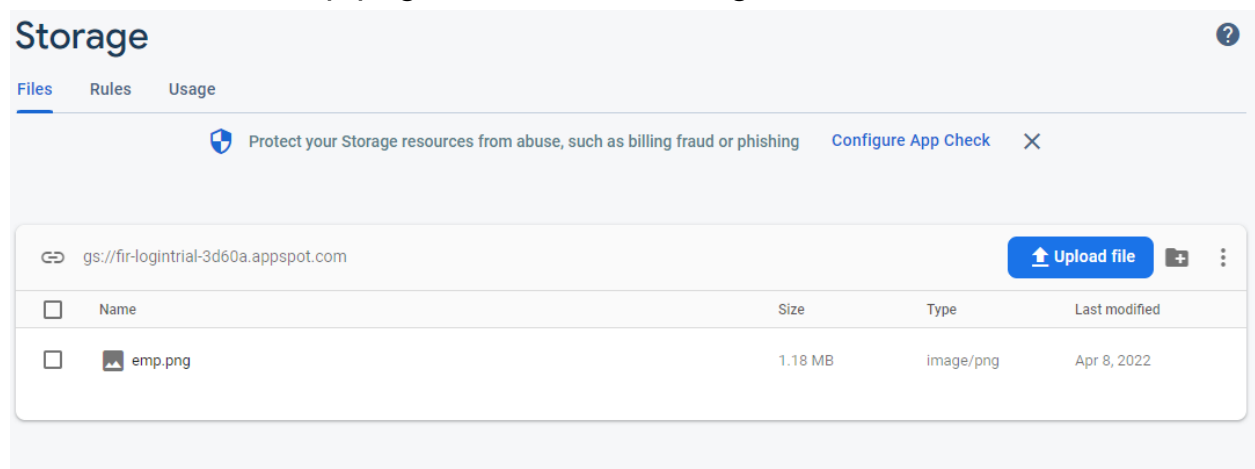 Storage
Files Rules Usage
Protect your Storage resources from abuse, such as billing fraud or phishing Configure App Check
gs://fir-logintrial-3d60a.appspot.com Upload file
Name Size Type Last modified
emp.png 1.18 MB image/png Apr 8, 2022